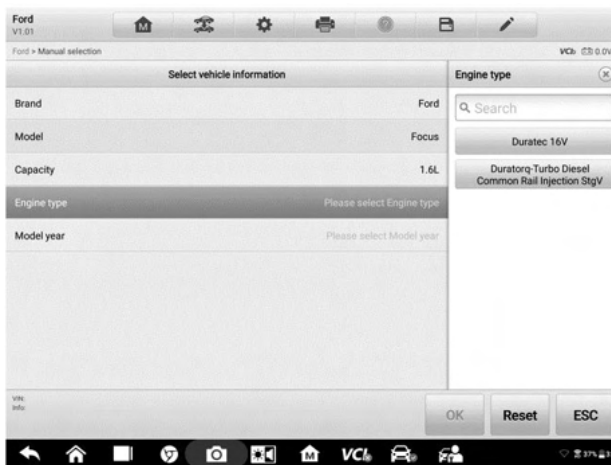 Ford
V1.01
Ford > Manual selection
VCI 0.0V
Select vehicle information
Engine type
Brand Ford
Search
Model Focus
Duratec 16V
Capacity 1.6L
Duratorq-Turbo Diesel
Common Rail Injection StgV
Engine type Please select Engine type
Model year Please select Model year
VIN:
Info:
OK Reset ESC
VCI 37%